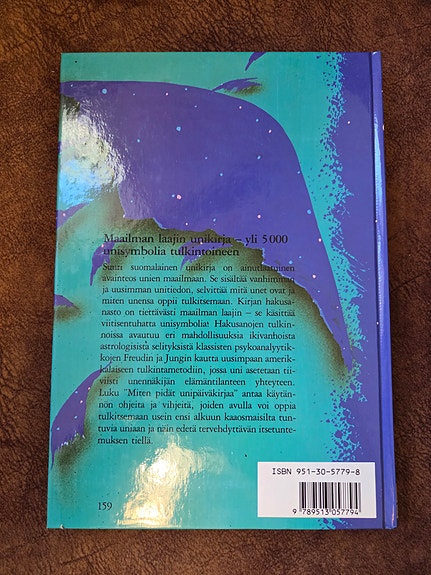 Maailman laajin unikirja – yli 5000
unisymbolia tulkintoineen
Suuri suomalainen unikirja on ainutlaatuinen
avainteos unien maailmaan. Se sisältää vanhimman
ja uusimman unitiedon, selvittää mitä unet ovat ja
miten unensa oppii tulkitsemaan. Kirjan hakusa-
nasto on tiettävästi maailman laajin – se käsittää
viitisentuhatta unisymbolia! Hakusanojen tulkin-
noissa avautuu eri mahdollisuuksia ikivanhoista
astrologisista selityksistä klassisten psykoanalyytik-
kojen Freudin ja Jungin kautta uusimpaan amerik-
kalaiseen tulkintametodiin, jossa uni asetetaan tii-
viisti unennäkijän elämäntilanteen yhteyteen.
Luku "Miten pidät unipäiväkirjaa" antaa käytän-
nön ohjeita ja vihjeitä, joiden avulla voi oppia
tulkitsemaan usein ensi alkuun kaaosmaisilta tun-
tuvia uniaan ja näin edetä tervehdyttävän itsetunte-
muksen tiellä.
159
ISBN 951-30-5779-8
9 789513 057794